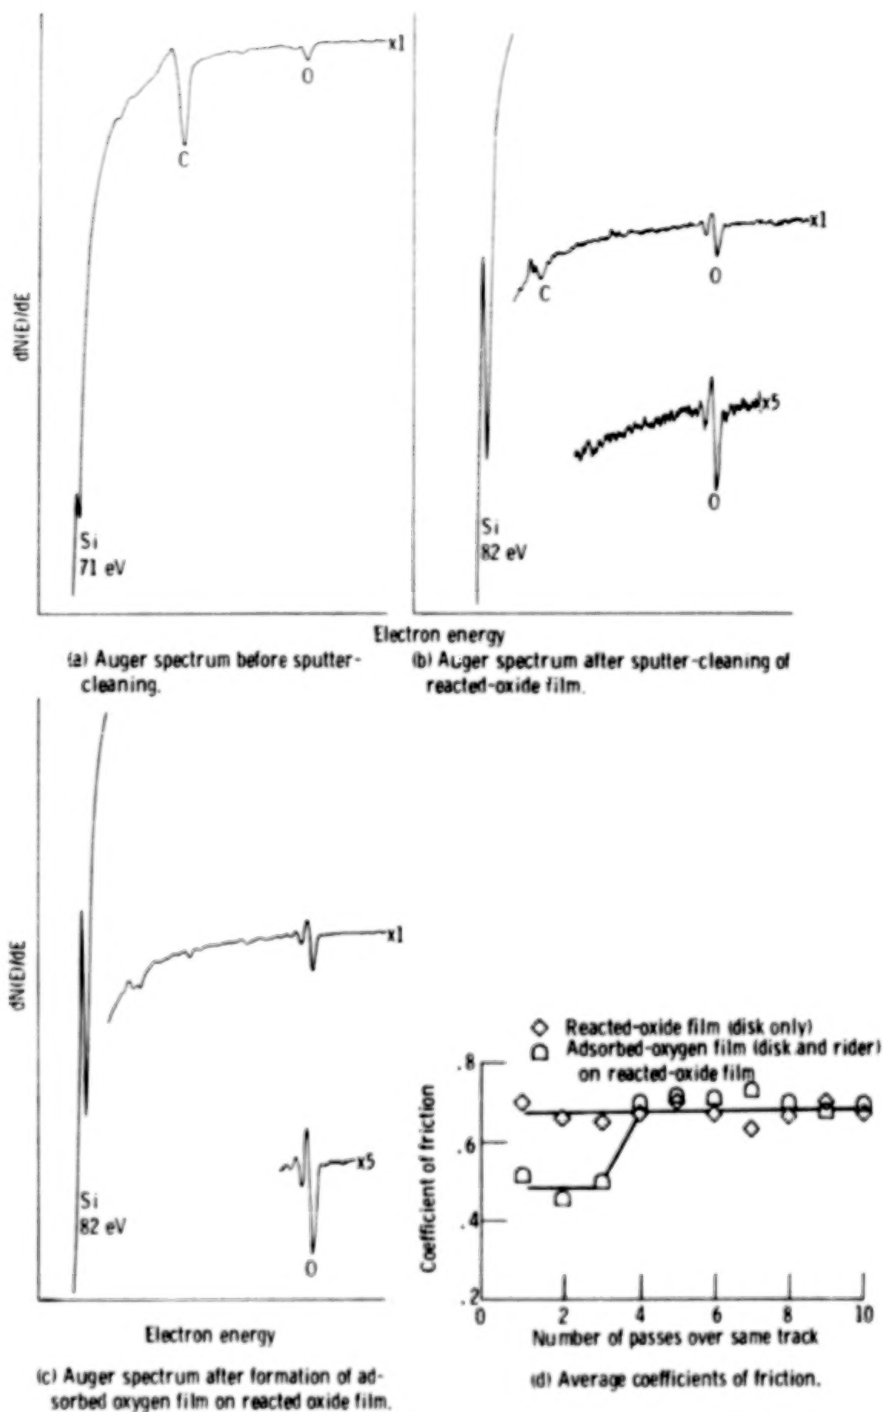 x1
C
O
Si
71 eV
dN(E)/dE
x1
C
O
x5
O
Si
82 eV
Electron energy
(a) Auger spectrum before sputter-
cleaning.
(b) Auger spectrum after sputter-cleaning of
reacted-oxide film.
x1
x5
O
Si
82 eV
dN(E)/dE
Electron energy
(c) Auger spectrum after formation of ad-
sorbed oxygen film on reacted oxide film.
Reacted-oxide film (disk only)
Adsorbed-oxygen film (disk and rider)
on reacted-oxide film
.8
.6
.4
.2
Coefficient of friction
0 2 4 6 8 10
Number of passes over same track
(d) Average coefficients of friction.